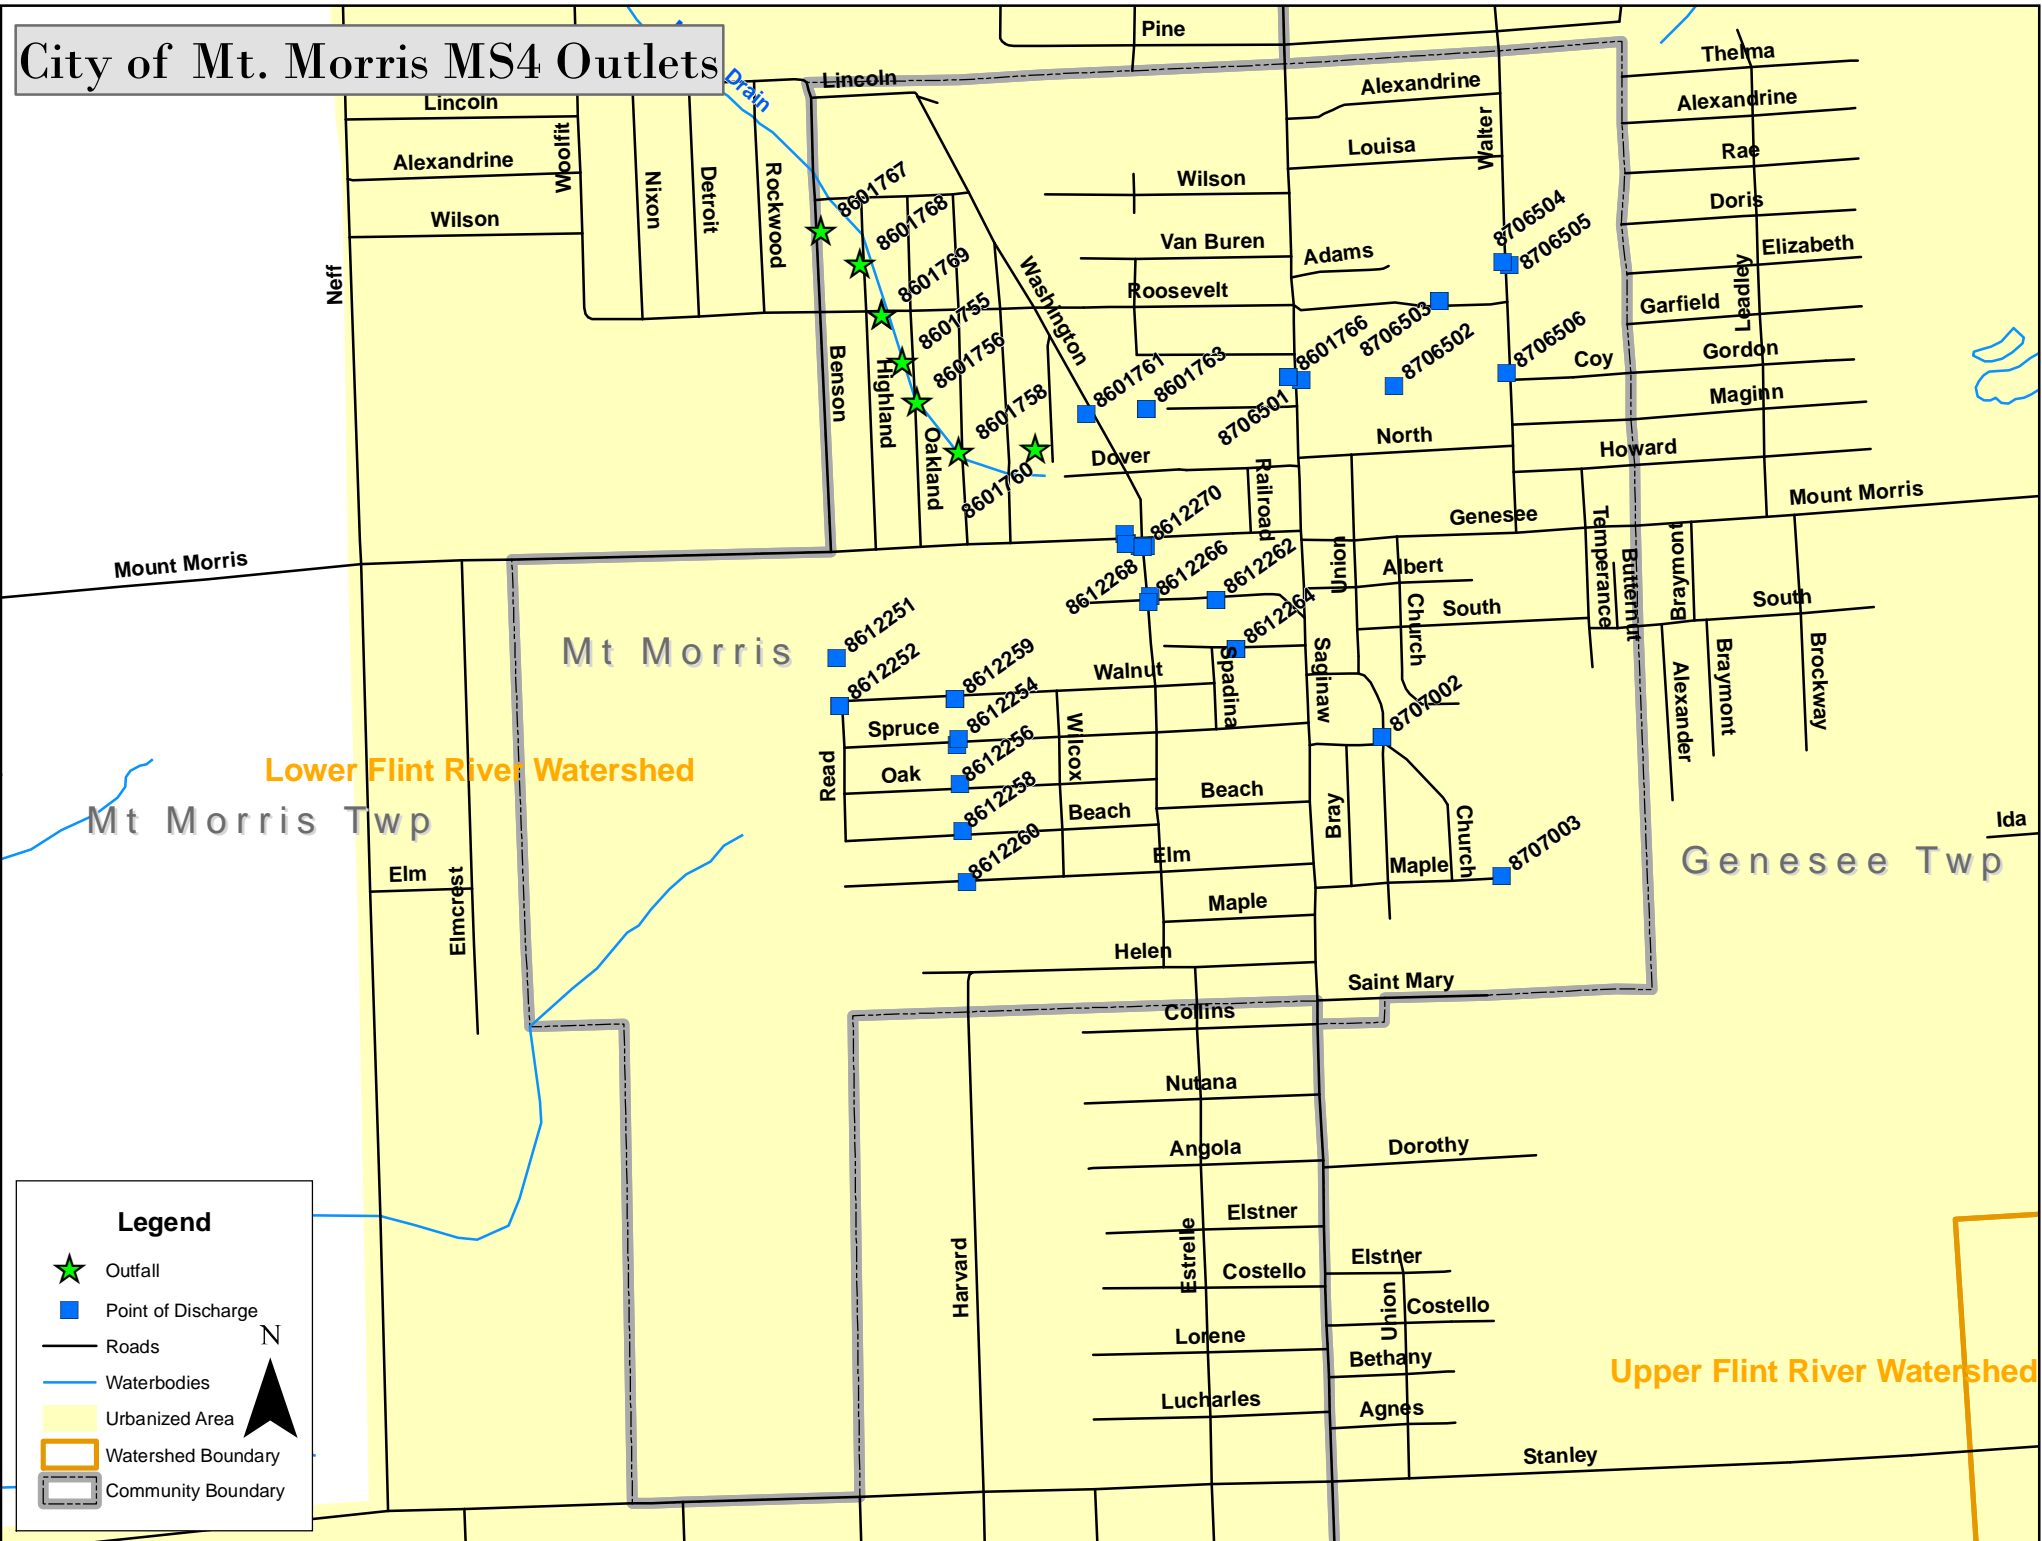 City of Mt. Morris MS4 Outlets
Drain
Pine
Lincoln
Lincoln
Thelma
Alexandrine
Alexandrine
Alexandrine
Walter
Louisa
Rae
Woolfit
Nixon
Detroit
Rockwood
Wilson
Wilson
Doris
Elizabeth
Van Buren
Adams
Roosevelt
Garfield
Leadley
Neff
Washington
Coy
Gordon
Maginn
Benson
Highland
Oakland
North
Howard
Dover
Railroad
Genesee
Mount Morris
Mount Morris
8601767
8601768
8601769
8601755
8601756
8601758
8601760
8601761
8601763
8601766
8706501
8706502
8706503
8706504
8706505
8706506
8612270
8612268
8612266
8612262
8612264
8612251
8612252
8612259
8612254
8612256
8612258
8612260
8707002
8707003
Union
Albert
South
South
Church
Temperance
Butternut
Braymont
Braymont
Alexander
Brockway
Mt Morris
Walnut
Spadina
Saginaw
Spruce
Wilcox
Read
Oak
Beach
Beach
Bray
Church
Lower Flint River Watershed
Mt Morris Twp
Genesee Twp
Ida
Elm
Elm
Elmcrest
Maple
Maple
Helen
Saint Mary
Collins
Nutana
Angola
Dorothy
Elstner
Elstner
Estrelle
Costello
Costello
Harvard
Union
Lorene
Bethany
Lucharles
Agnes
Stanley
Upper Flint River Watershed
Legend
Outfall
Point of Discharge
Roads
N
Waterbodies
Urbanized Area
Watershed Boundary
Community Boundary